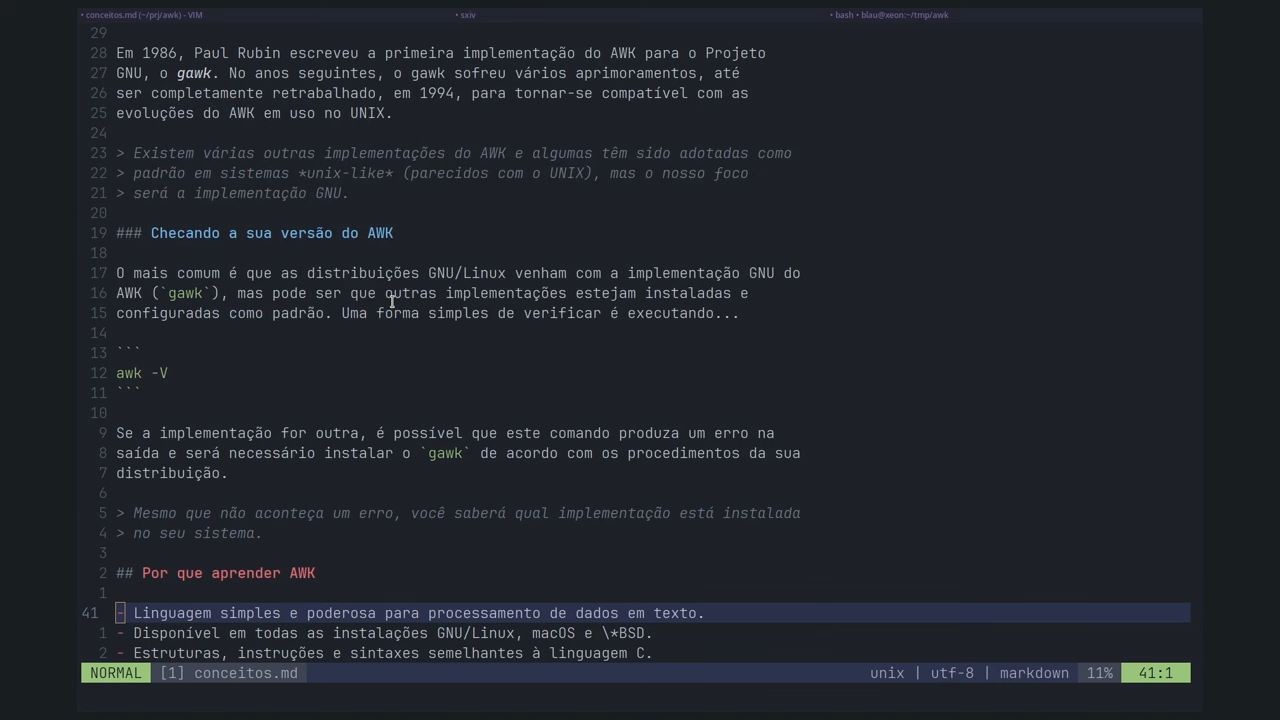 • conceitos.md (~/prj/awk) - VIM • sxiv • bash • blau@xeon:~/tmp/awk
29
28 Em 1986, Paul Rubin escreveu a primeira implementação do AWK para o Projeto
27 GNU, o gawk. No anos seguintes, o gawk sofreu vários aprimoramentos, até
26 ser completamente retrabalhado, em 1994, para tornar-se compatível com as
25 evoluções do AWK em uso no UNIX.
24
23 > Existem várias outras implementações do AWK e algumas têm sido adotadas como
22 > padrão em sistemas *unix-like* (parecidos com o UNIX), mas o nosso foco
21 > será a implementação GNU.
20
19 ### Checando a sua versão do AWK
18
17 O mais comum é que as distribuições GNU/Linux venham com a implementação GNU do
16 AWK (`gawk`), mas pode ser que outras implementações estejam instaladas e
15 configuradas como padrão. Uma forma simples de verificar é executando...
14
13 ```
12 awk -V
11 ```
10
9 Se a implementação for outra, é possível que este comando produza um erro na
8 saída e será necessário instalar o `gawk` de acordo com os procedimentos da sua
7 distribuição.
6
5 > Mesmo que não aconteça um erro, você saberá qual implementação está instalada
4 > no seu sistema.
3
2 ## Por que aprender AWK
1
41 - Linguagem simples e poderosa para processamento de dados em texto.
1 - Disponível em todas as instalações GNU/Linux, macOS e \*BSD.
2 - Estruturas, instruções e sintaxes semelhantes à linguagem C.
NORMAL [1] conceitos.md unix | utf-8 | markdown 11% 41:1